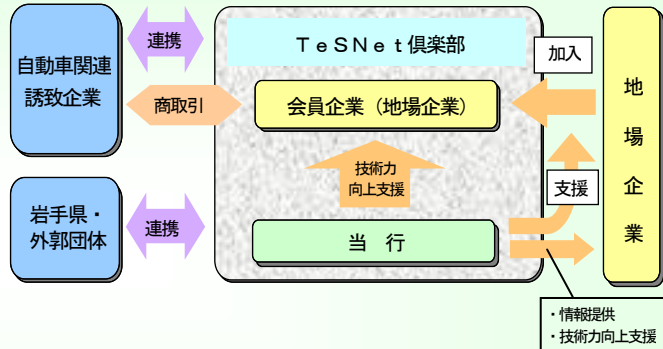 自動車関連
誘致企業
連携
ＴｅＳＮｅｔ倶楽部
加入
商取引
会員企業（地場企業）
地場企業
技術力
向上支援
支援
岩手県・
外郭団体
連携
当　行
・情報提供
・技術力向上支援